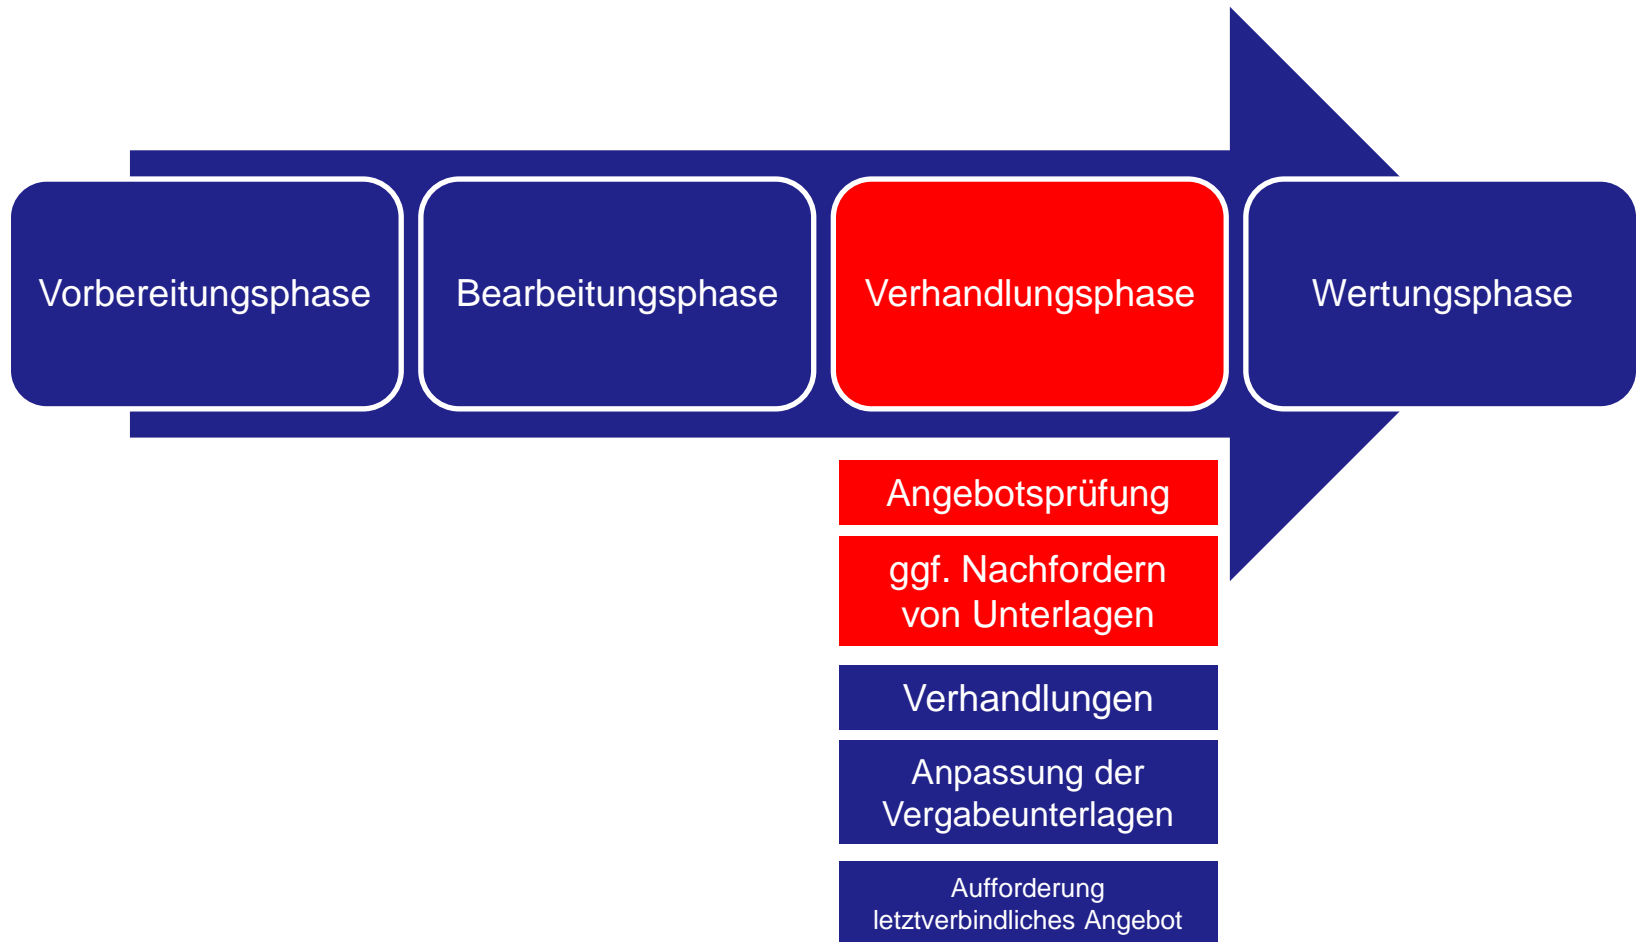 Vorbereitungsphase
Bearbeitungsphase
Verhandlungsphase
Wertungsphase
Angebotsprüfung
ggf. Nachfordern
von Unterlagen
Verhandlungen
Anpassung der
Vergabeunterlagen
Aufforderung
letztverbindliches Angebot